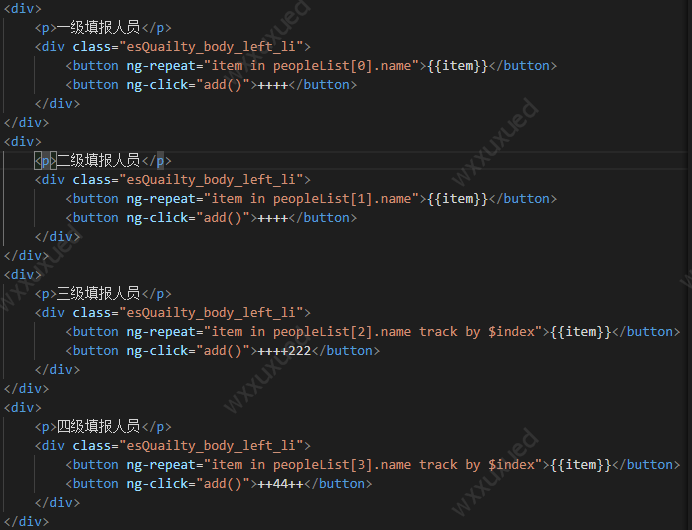 <div>
<p>一级填报人员</p>
<div class="esQuailty_body_left_li">
<button ng-repeat="item in peopleList[0].name">{{item}}</button>
<button ng-click="add()">++++</button>
</div>
</div>
<div>
<p>二级填报人员</p>
<div class="esQuailty_body_left_li">
<button ng-repeat="item in peopleList[1].name">{{item}}</button>
<button ng-click="add()">++++</button>
</div>
</div>
<div>
<p>三级填报人员</p>
<div class="esQuailty_body_left_li">
<button ng-repeat="item in peopleList[2].name track by $index">{{item}}</button>
<button ng-click="add()">++++222</button>
</div>
</div>
<div>
<p>四级填报人员</p>
<div class="esQuailty_body_left_li">
<button ng-repeat="item in peopleList[3].name track by $index">{{item}}</button>
<button ng-click="add()">++44++</button>
</div>
</div>
wxxuxued
wxxuxued
wxxuxued
wxxuxued
wxxuxued